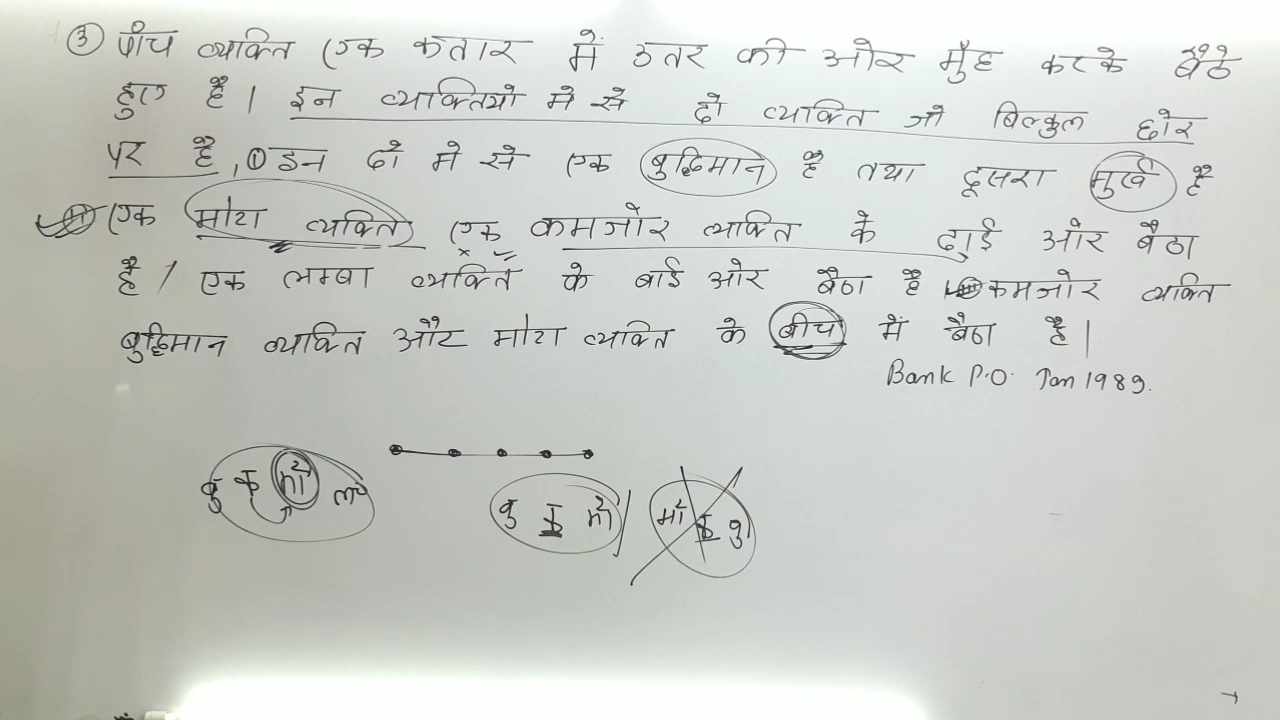 ③ पाँच व्यक्ति एक कतार में उतर की ओर मुँह करके बैठे
हुए है । इन व्यक्तियो मे से दो व्यक्ति जो बिल्कुल छोर
पर है, ① इन दो मे से एक बुद्धिमान है तथा दूसरा मुर्ख है
एक मोटा व्यक्ति एक कमजोर व्यक्ति के दाई ओर बैठा
है / एक लम्बा व्यक्ति के बाई ओर बैठा है कमजोर व्यक्ति
बुद्धिमान व्यक्ति और मोटा व्यक्ति के बीच में बैठा है |
Bank P.O. Jan 1989.
बु क मो ल
बु क मो / मो क बु